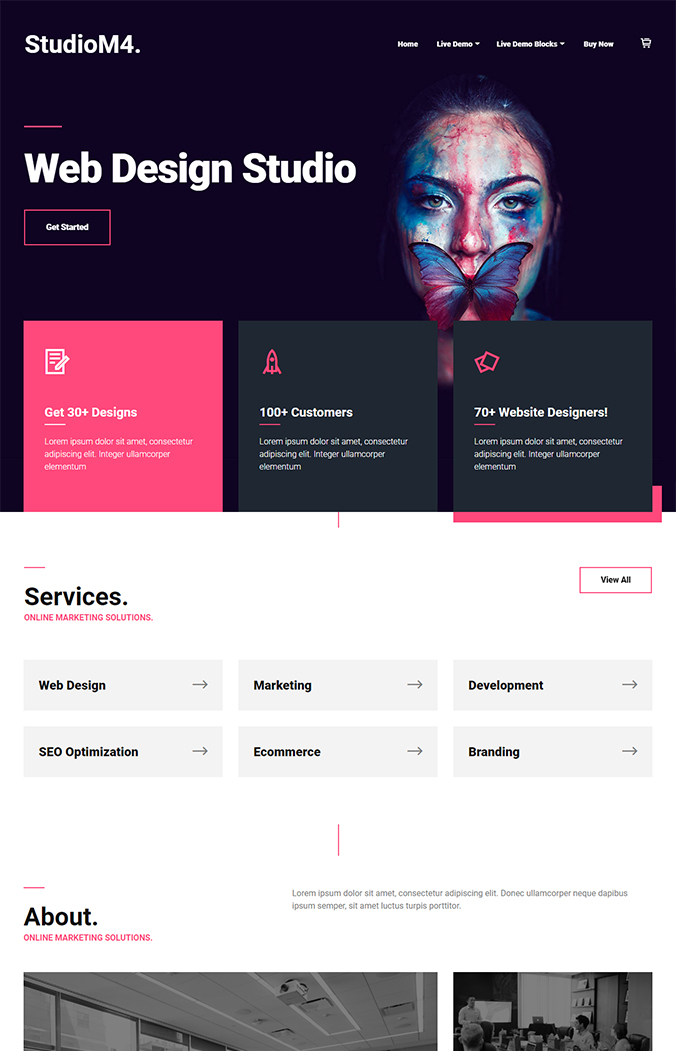 StudioM4.
Home Live Demo Live Demo Blocks Buy Now
Web Design Studio
Get Started
Get 30+ Designs
Lorem ipsum dolor sit amet, consectetur
adipiscing elit. Integer ullamcorper
elementum
100+ Customers
Lorem ipsum dolor sit amet, consectetur
adipiscing elit. Integer ullamcorper
elementum
70+ Website Designers!
Lorem ipsum dolor sit amet, consectetur
adipiscing elit. Integer ullamcorper
elementum
Services.
ONLINE MARKETING SOLUTIONS.
View All
Web Design
Marketing
Development
SEO Optimization
Ecommerce
Branding
About.
ONLINE MARKETING SOLUTIONS.
Lorem ipsum dolor sit amet, consectetur adipiscing elit. Donec ullamcorper neque dapibus
ipsum semper, sit amet luctus turpis porttitor.